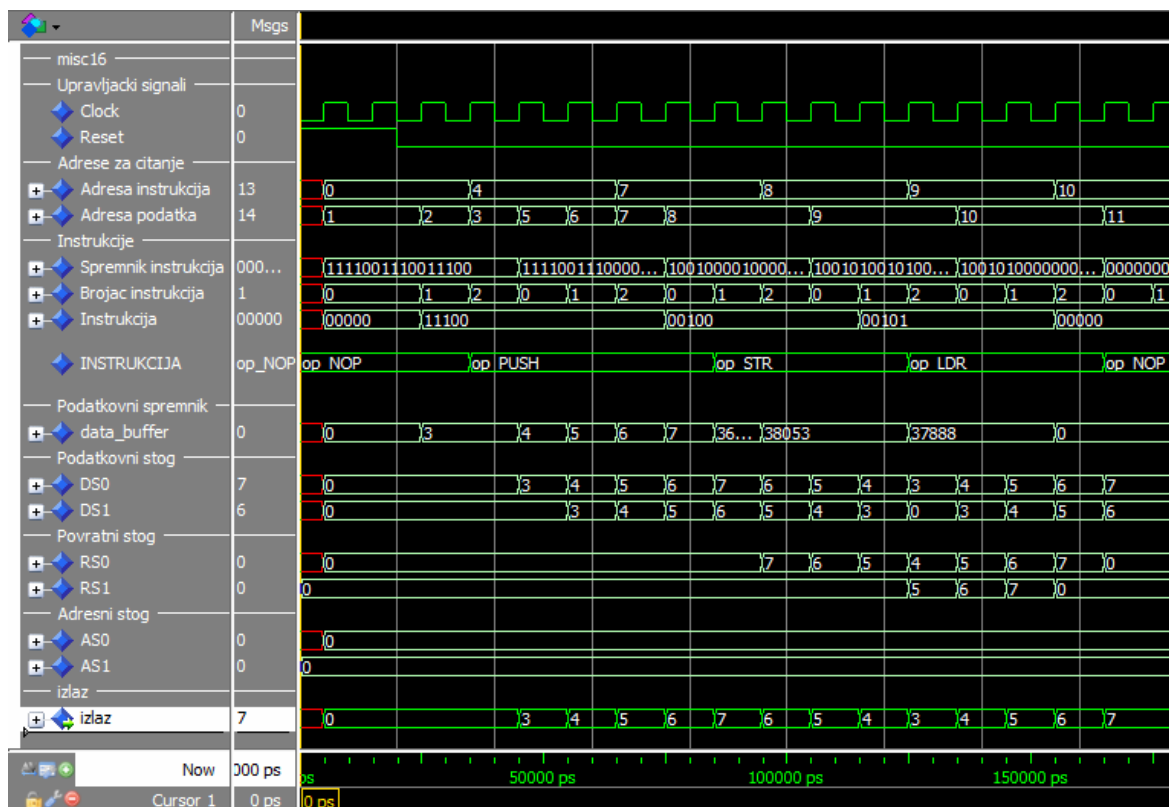 Msgs
misc16
Upravljacki signali
Clock 0
Reset 0
Adrese za citanje
Adresa instrukcija 13 0 4 7 8 9 10
Adresa podatka 14 1 2 3 5 6 7 8 9 10 11
Instrukcije
Spremnik instrukcija 000... 1111001110011100 1111001110000... 1001000010000... 1001010010100... 1001010000000... 0000000
Brojac instrukcija 1 0 1 2 0 1 2 0 1 2 0 1 2 0 1 2 0 1
Instrukcija 00000 00000 11100 00100 00101 00000
INSTRUKCIJA op_NOP op_NOP op_PUSH op_STR op_LDR op_NOP
Podatkovni spremnik
data_buffer 0 0 3 4 5 6 7 36... 38053 37888 0
Podatkovni stog
DS0 7 0 3 4 5 6 7 6 5 4 3 4 5 6 7
DS1 6 0 3 4 5 6 5 4 3 0 3 4 5 6
Povratni stog
RS0 0 0 7 6 5 4 5 6 7 0
RS1 0 0 5 6 7 0
Adresni stog
AS0 0 0
AS1 0 0
izlaz
izlaz 7 0 3 4 5 6 7 6 5 4 3 4 5 6 7
Now 000 ps ps 50000 ps 100000 ps 150000 ps
Cursor 1 0 ps 0 ps